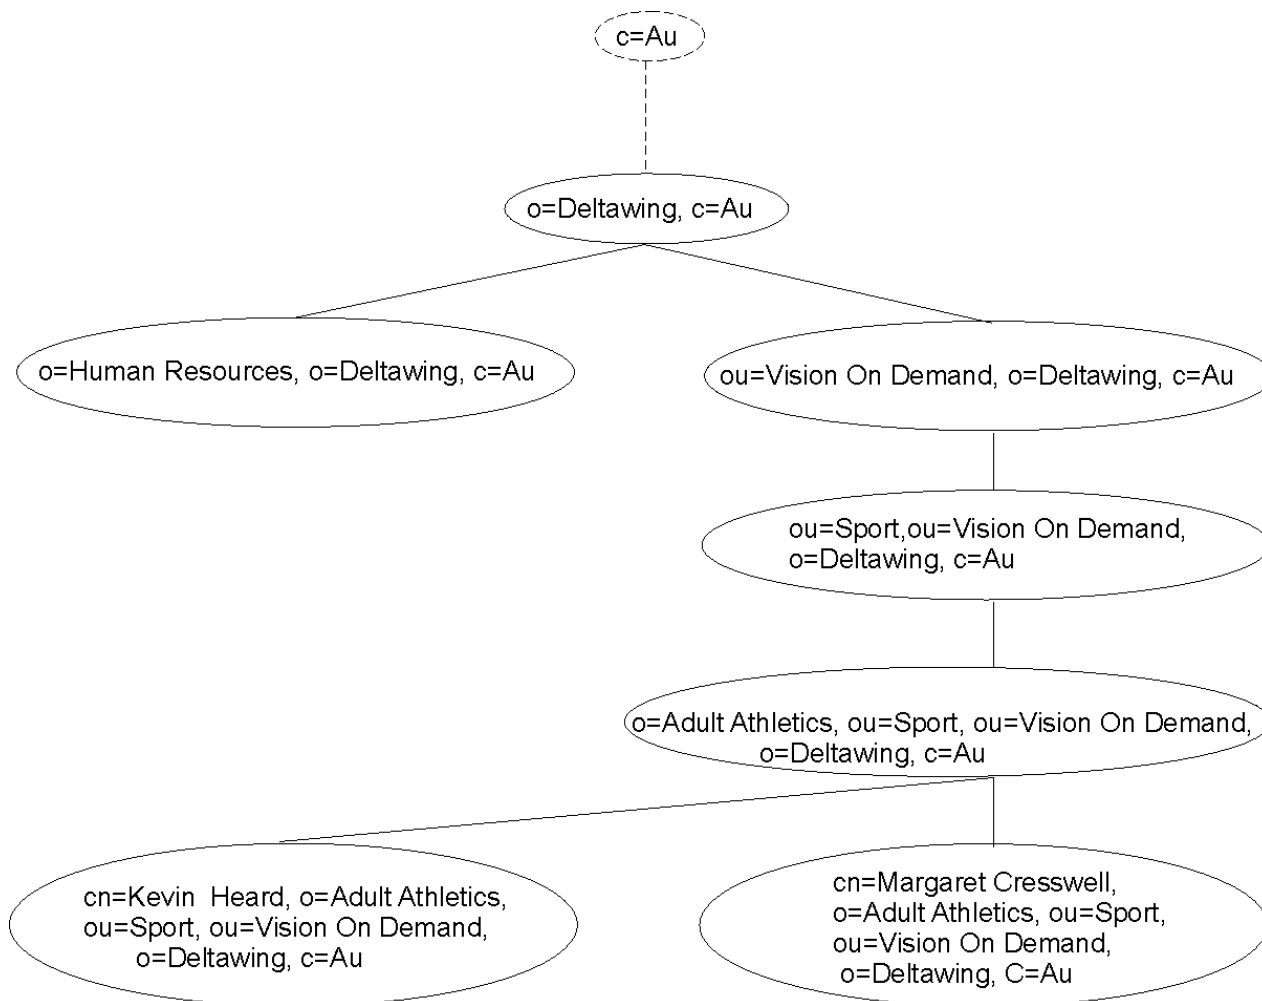 c=Au
o=Deltawing, c=Au
o=Human Resources, o=Deltawing, c=Au
ou=Vision On Demand, o=Deltawing, c=Au
ou=Sport,ou=Vision On Demand,
o=Deltawing, c=Au
o=Adult Athletics, ou=Sport, ou=Vision On Demand,
o=Deltawing, c=Au
cn=Kevin Heard, o=Adult Athletics,
ou=Sport, ou=Vision On Demand,
o=Deltawing, c=Au
cn=Margaret Cresswell,
o=Adult Athletics, ou=Sport,
ou=Vision On Demand,
o=Deltawing, C=Au